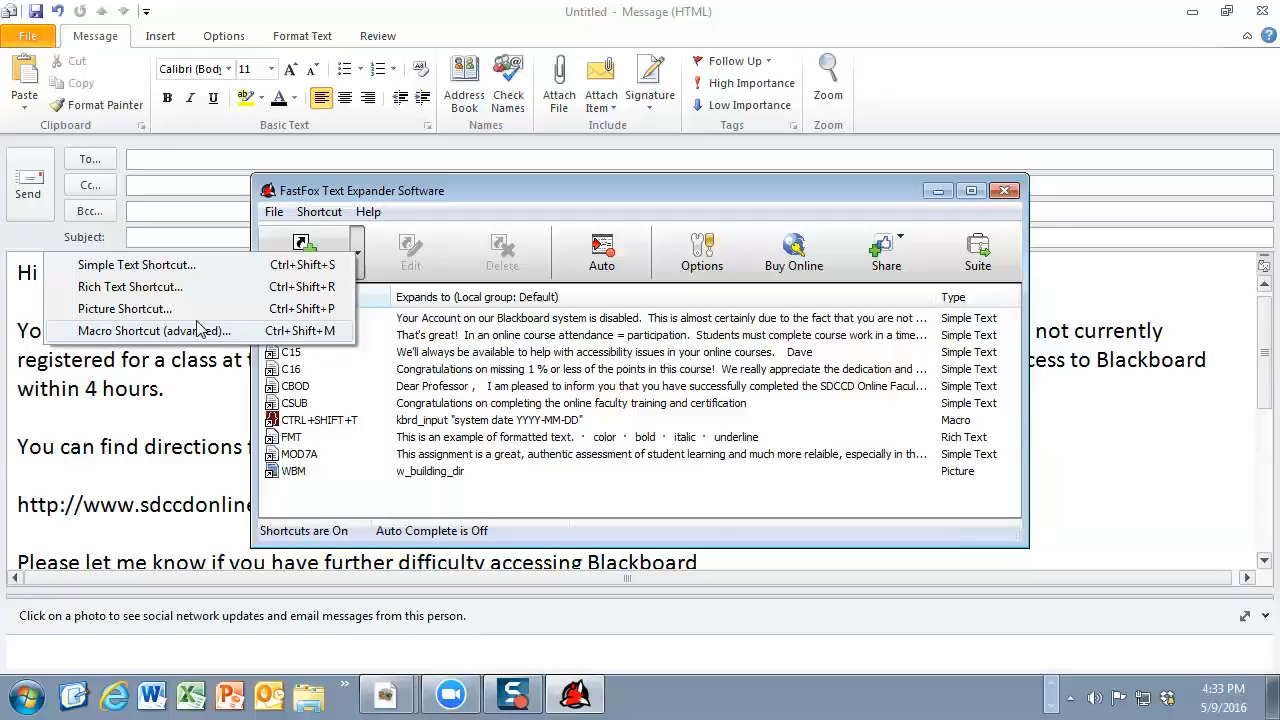 Untitled - Message (HTML)
File Message Insert Options Format Text Review
Paste
Cut
Copy
Format Painter
Clipboard
Calibri (Body 11
B I U
Basic Text
Address Book
Check Names
Names
Attach File
Attach Item
Signature
Include
Follow Up
High Importance
Low Importance
Tags
Zoom
Zoom
Send
To...
Cc...
Bcc...
Subject:
FastFox Text Expander Software
File Shortcut Help
Edit Delete Auto Options Buy Online Share Suite
Simple Text Shortcut... Ctrl+Shift+S
Rich Text Shortcut... Ctrl+Shift+R
Picture Shortcut... Ctrl+Shift+P
Macro Shortcut (advanced)... Ctrl+Shift+M
Expands to (Local group: Default) Type
Your Account on our Blackboard system is disabled. This is almost certainly due to the fact that you are not ... Simple Text
That's great! In an online course attendance = participation. Students must complete course work in a time... Simple Text
C15 We'll always be available to help with accessibility issues in your online courses. Dave Simple Text
C16 Congratulations on missing 1 % or less of the points in this course! We really appreciate the dedication and ... Simple Text
CBOD Dear Professor , I am pleased to inform you that you have successfully completed the SDCCD Online Facul... Simple Text
CSUB Congratulations on completing the online faculty training and certification Simple Text
CTRL+SHIFT+T kbrd_input "system date YYYY-MM-DD" Macro
FMT This is an example of formatted text. · color · bold · italic · underline Rich Text
MOD7A This assignment is a great, authentic assessment of student learning and much more relaible, especially in th... Simple Text
WBM w_building_dir Picture
Shortcuts are On Auto Complete is Off
Hi
Yo not currently
registered for a class at t cess to Blackboard
within 4 hours.
You can find directions f
http://www.sdccdonline
Please let me know if you have further difficulty accessing Blackboard
Click on a photo to see social network updates and email messages from this person.
4:33 PM
5/9/2016